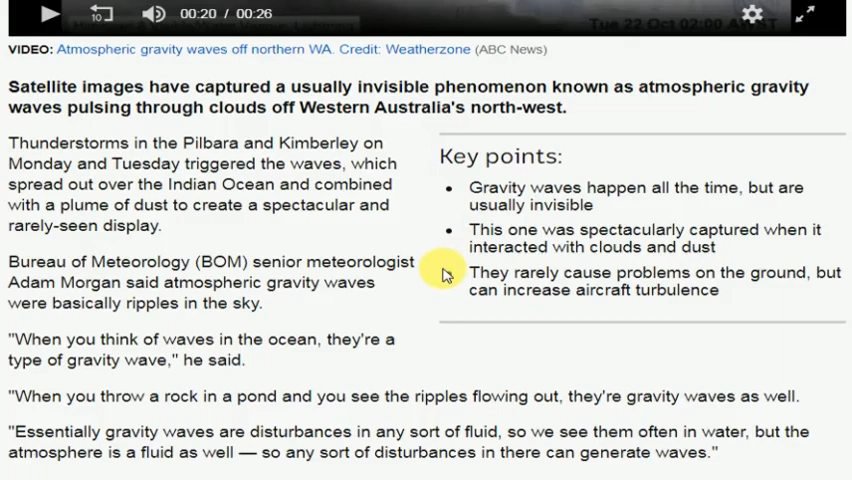 10
00:20 / 00:26
Tue 22 Oct 02:00 A
VIDEO: Atmospheric gravity waves off northern WA. Credit: Weatherzone (ABC News)
Satellite images have captured a usually invisible phenomenon known as atmospheric gravity
waves pulsing through clouds off Western Australia's north-west.
Thunderstorms in the Pilbara and Kimberley on
Monday and Tuesday triggered the waves, which
spread out over the Indian Ocean and combined
with a plume of dust to create a spectacular and
rarely-seen display.
Bureau of Meteorology (BOM) senior meteorologist
Adam Morgan said atmospheric gravity waves
were basically ripples in the sky.
Key points:
• Gravity waves happen all the time, but are
usually invisible
• This one was spectacularly captured when it
interacted with clouds and dust
They rarely cause problems on the ground, but
can increase aircraft turbulence
"When you think of waves in the ocean, they're a
type of gravity wave," he said.
"When you throw a rock in a pond and you see the ripples flowing out, they're gravity waves as well.
"Essentially gravity waves are disturbances in any sort of fluid, so we see them often in water, but the
atmosphere is a fluid as well — so any sort of disturbances in there can generate waves."